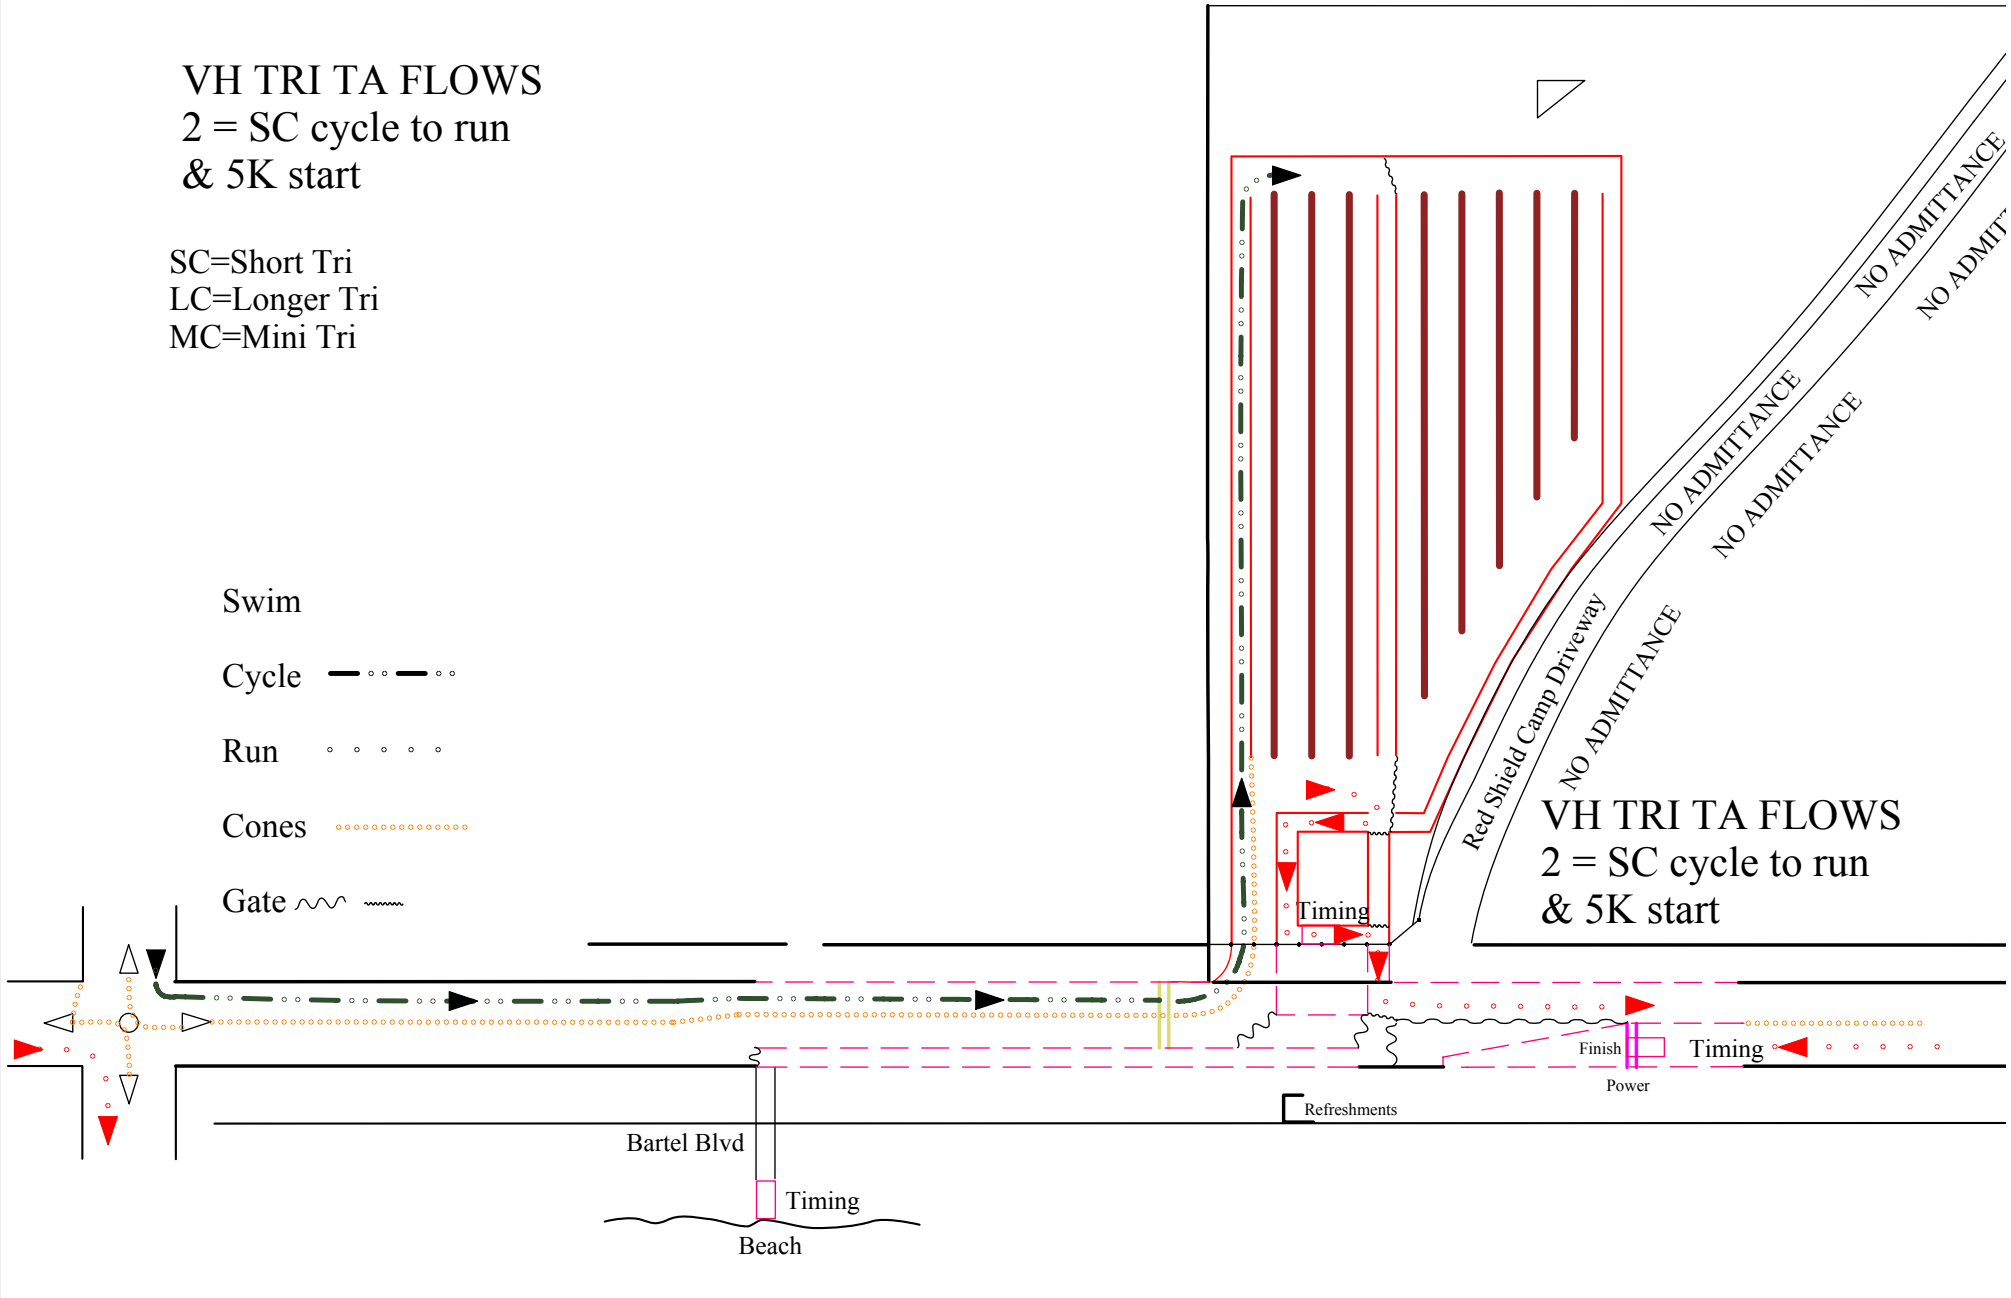 VH TRI TA FLOWS
2 = SC cycle to run
& 5K start
SC=Short Tri
LC=Longer Tri
MC=Mini Tri
Swim
Cycle
Run
Cones
Gate
NO ADMITTANCE
NO ADMITT
NO ADMITTANCE
NO ADMITTANCE
NO ADMITTANCE
Red Shield Camp Driveway
VH TRI TA FLOWS
2 = SC cycle to run
& 5K start
Timing
Finish
Timing
Power
Refreshments
Bartel Blvd
Timing
Beach